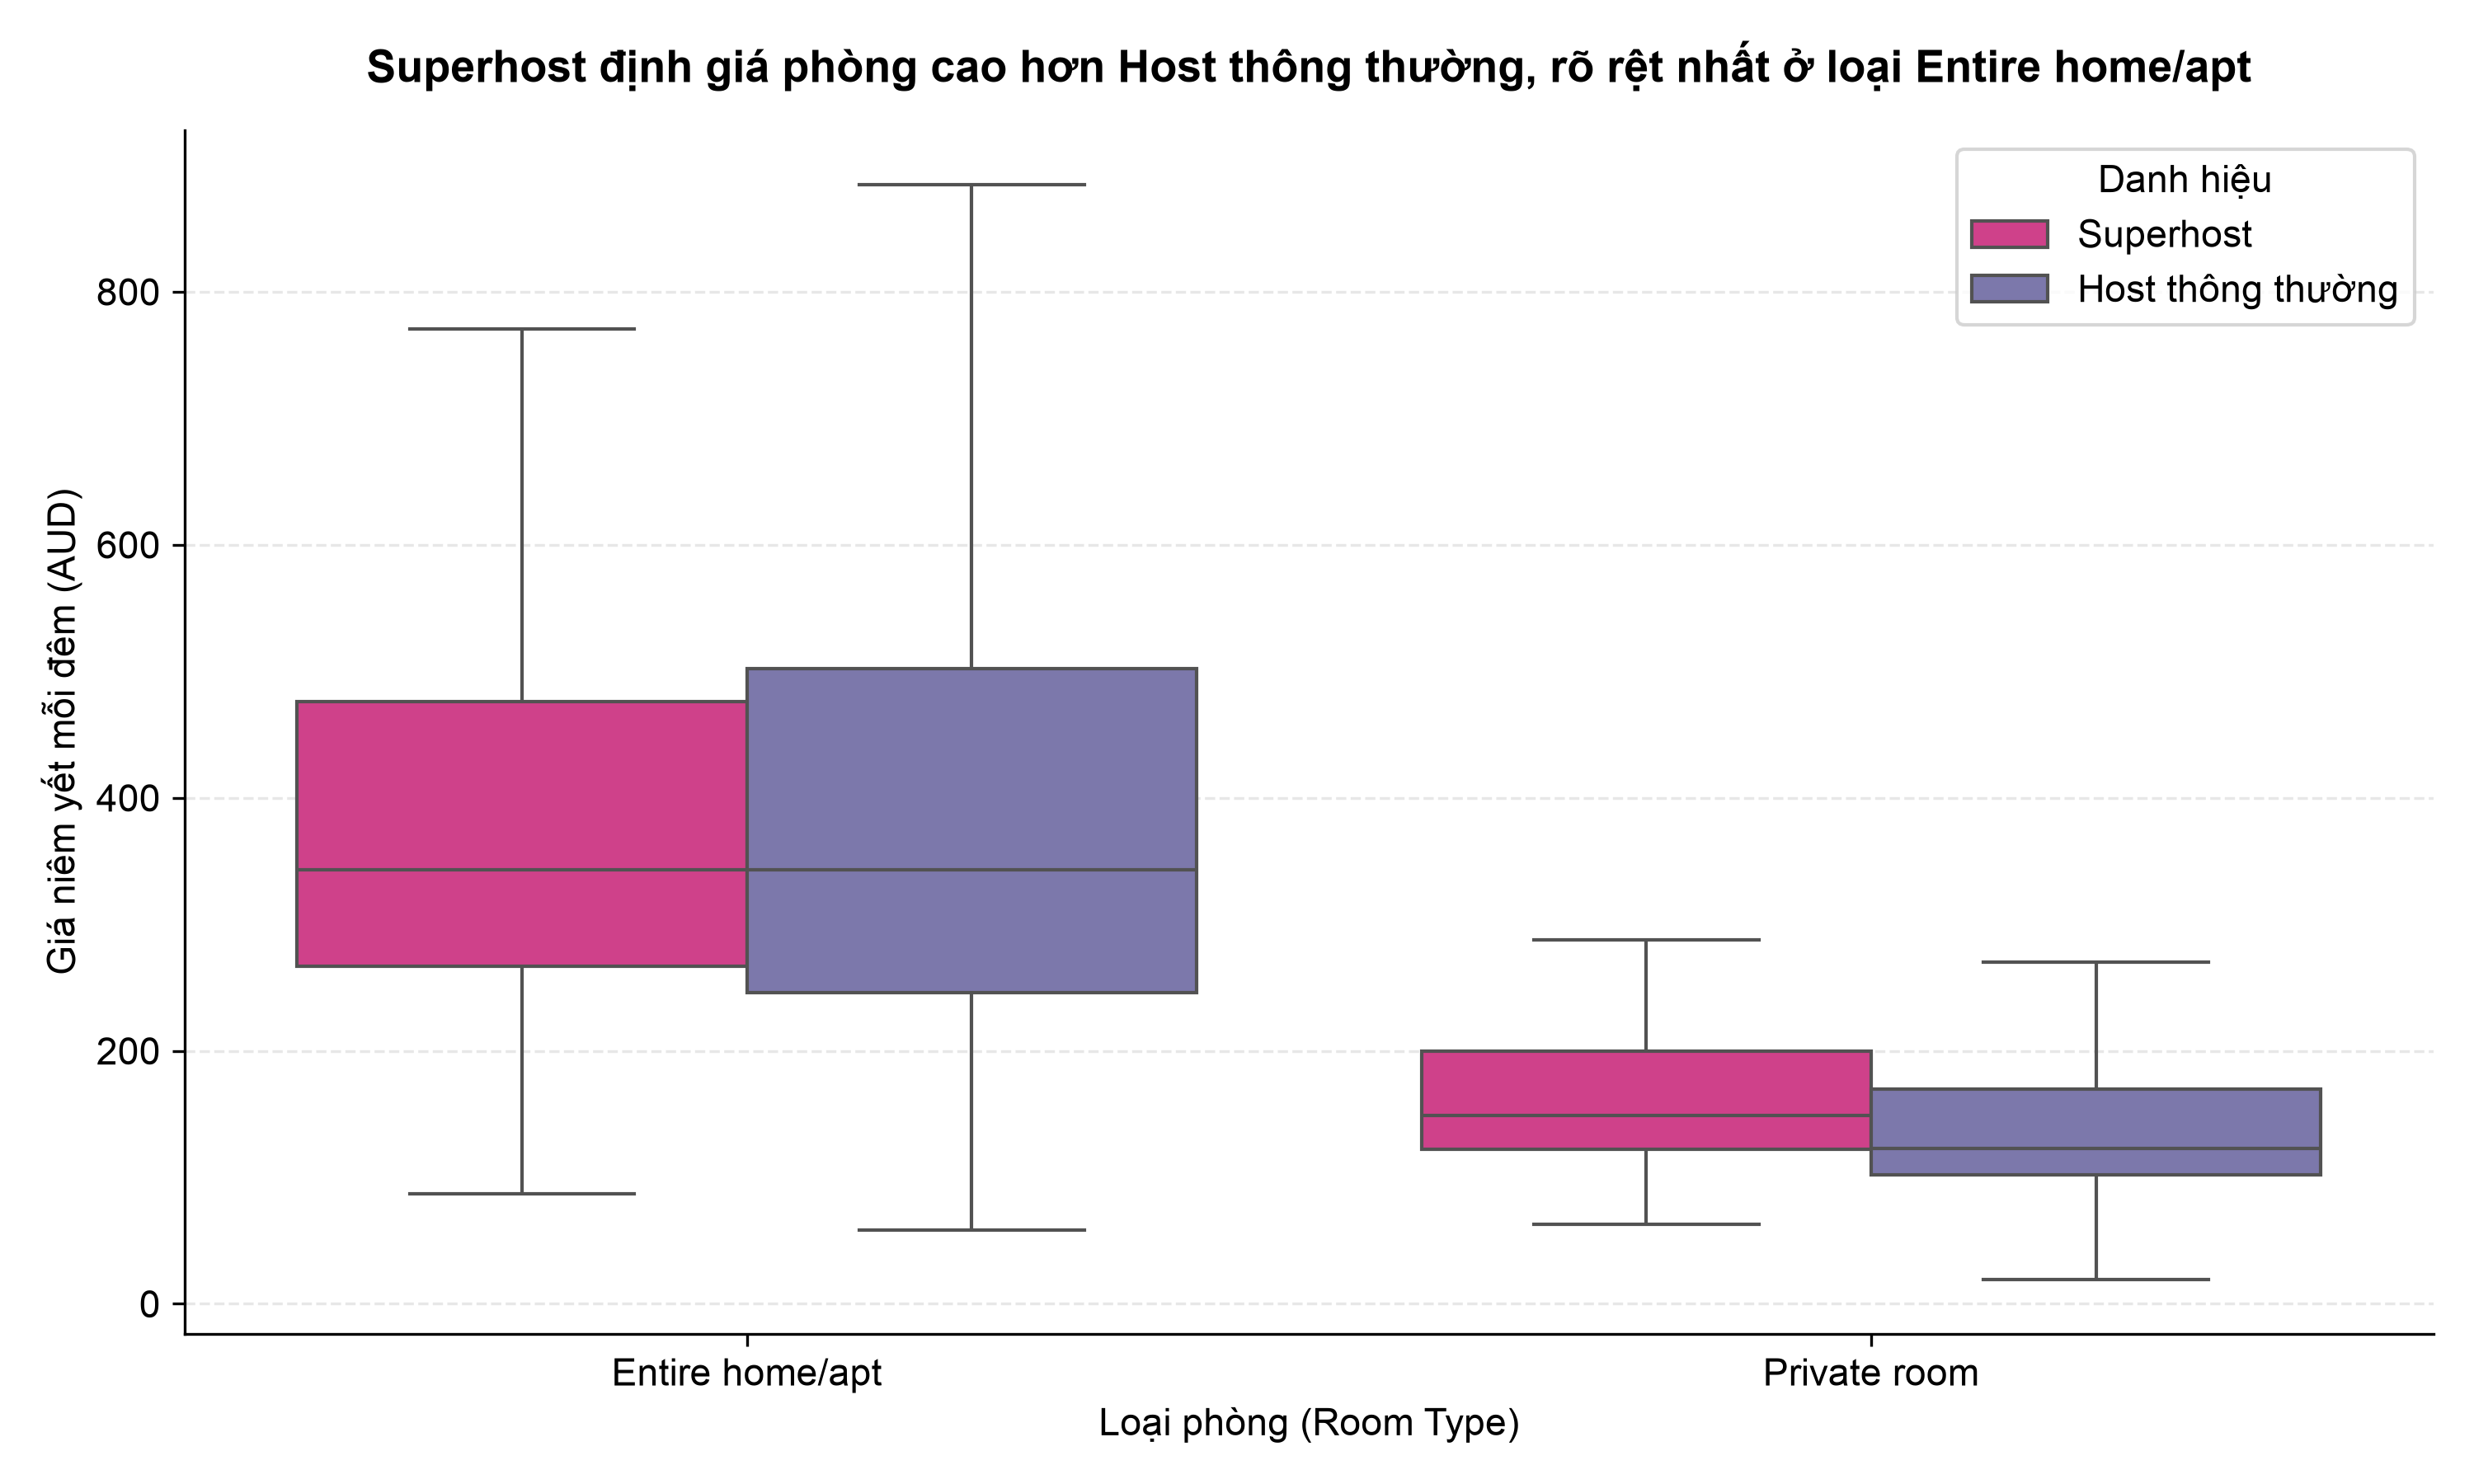 Superhost định giá phòng cao hơn Host thông thường, rõ rệt nhất ở loại Entire home/apt
Danh hiệu
Superhost
Host thông thường
Giá niêm yết mỗi đêm (AUD)
800
600
400
200
0
Entire home/apt
Private room
Loại phòng (Room Type)